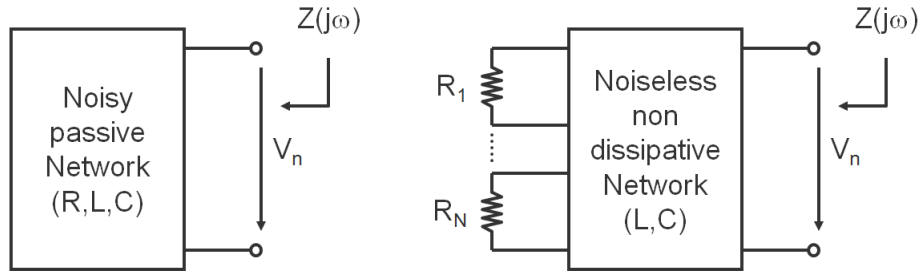 Z(jω)
Noisy
passive
Network
(R,L,C)
Vn
Z(jω)
R1
RN
Noiseless
non
dissipative
Network
(L,C)
Vn